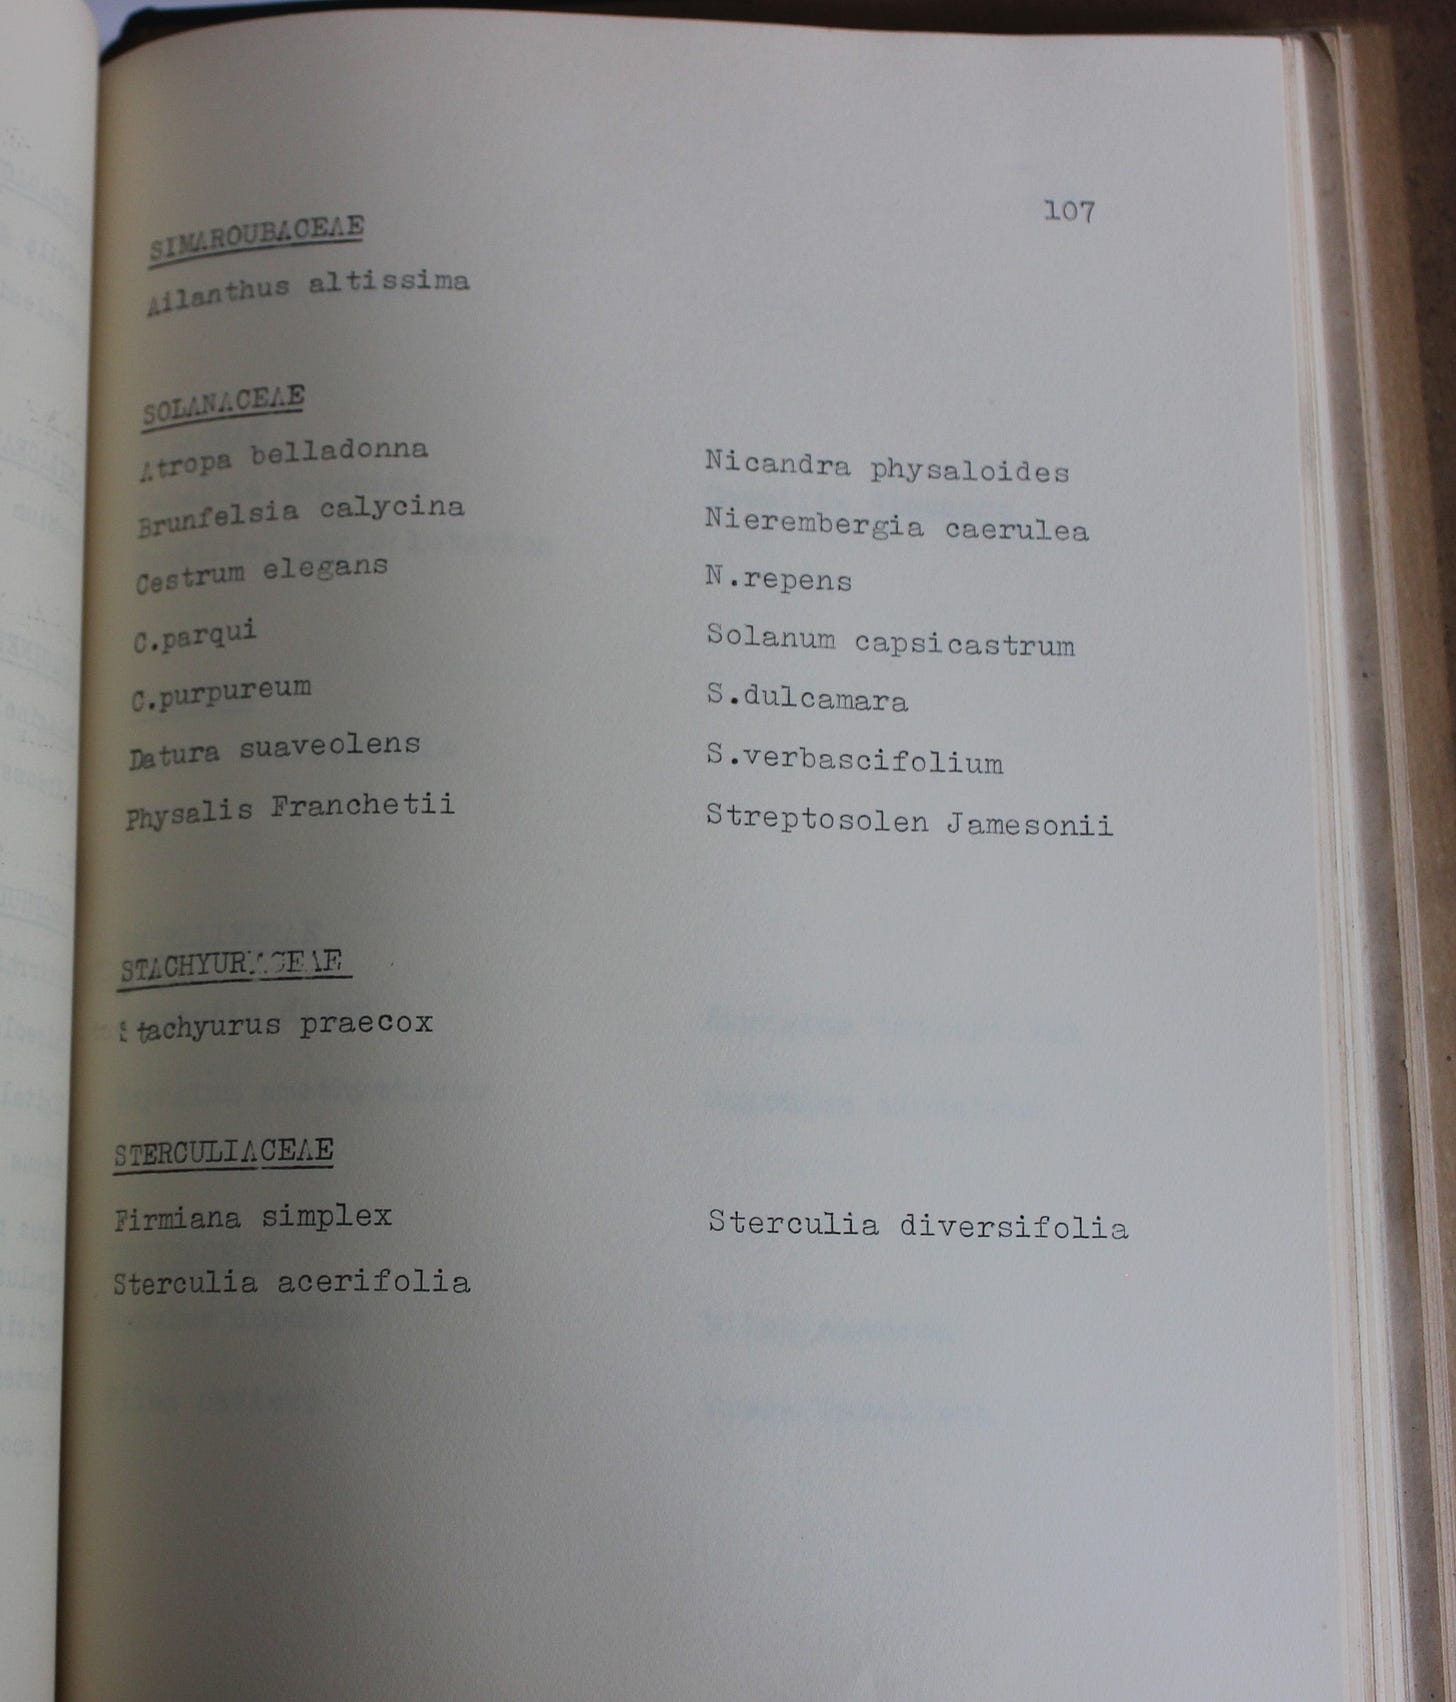 107
SIMAROUBACEAE
Ailanthus altissima
SOLANACEAE
Atropa belladonna
Brunfelsia calycina
Cestrum elegans
C.parqui
C.purpureum
Datura suaveolens
Physalis Franchetii
Nicandra physaloides
Nierembergia caerulea
N.repens
Solanum capsicastrum
S.dulcamara
S.verbascifolium
Streptosolen Jamesonii
STACHYURACEAE
Stachyurus praecox
STERCULIACEAE
Firmiana simplex
Sterculia acerifolia
Sterculia diversifolia